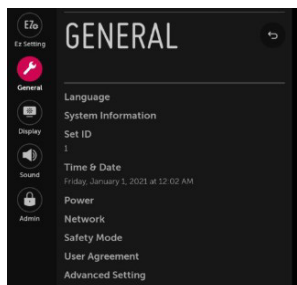 EZo
Ez Setting
General
Display
Sound
Admin
GENERAL
Language
System Information
Set ID
1
Time & Date
Friday, January 1, 2021 at 12:02 AM
Power
Network
Safety Mode
User Agreement
Advanced Setting